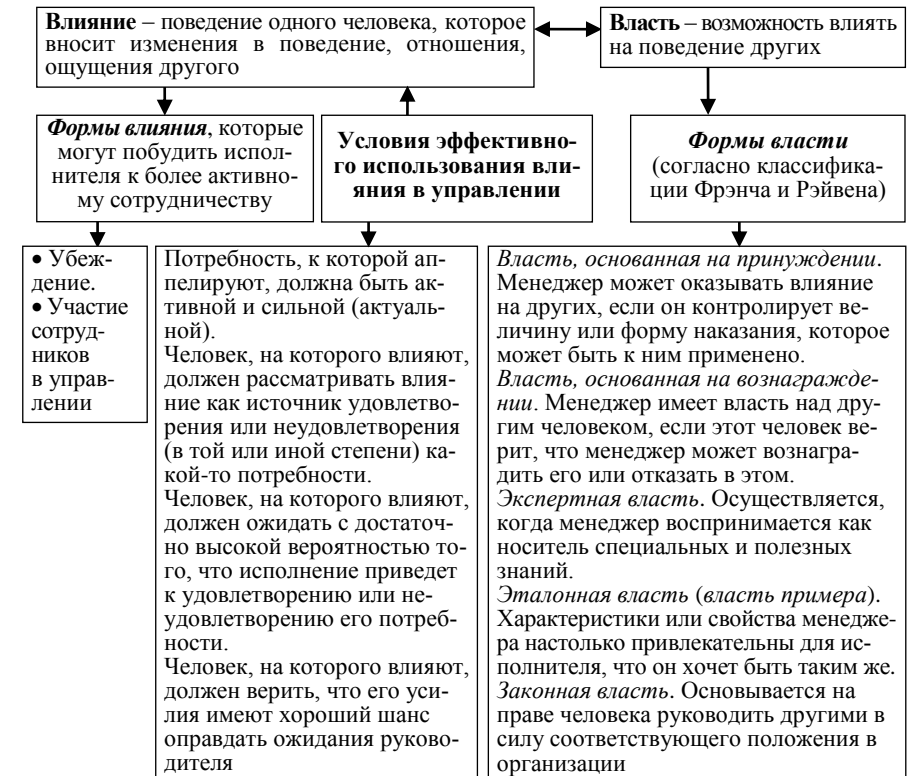 Влияние – поведение одного человека, которое
вносит изменения в поведение, отношения,
ощущения другого
Власть – возможность влиять
на поведение других
Формы влияния, которые
могут побудить испол-
нителя к более активно-
му сотрудничеству
Условия эффективно-
го использования вли-
яния в управлении
Формы власти
(согласно классифика-
ции Фрэнча и Рэйвена)
• Убеж-
дение.
• Участие
сотруд-
ников
в управ-
лении
Потребность, к которой ап-
пелируют, должна быть ак-
тивной и сильной (актуаль-
ной).
Человек, на которого влияют,
должен рассматривать влия-
ние как источник удовлетво-
рения или неудовлетворения
(в той или иной степени) ка-
кой-то потребности.
Человек, на которого влияют,
должен ожидать с достаточ-
но высокой вероятностью то-
го, что исполнение приведет
к удовлетворению или не-
удовлетворению его потреб-
ности.
Человек, на которого влияют,
должен верить, что его уси-
лия имеют хороший шанс
оправдать ожидания руково-
дителя
Власть, основанная на принуждении.
Менеджер может оказывать влияние
на других, если он контролирует ве-
личину или форму наказания, которое
может быть к ним применено.
Власть, основанная на вознагражде-
нии. Менеджер имеет власть над дру-
гим человеком, если этот человек ве-
рит, что менеджер может вознагра-
дить его или отказать в этом.
Экспертная власть. Осуществляется,
когда менеджер воспринимается как
носитель специальных и полезных
знаний.
Эталонная власть (власть примера).
Характеристики или свойства менедже-
ра настолько привлекательны для ис-
полнителя, что он хочет быть таким же.
Законная власть. Основывается на
праве человека руководить другими в
силу соответствующего положения в
организации